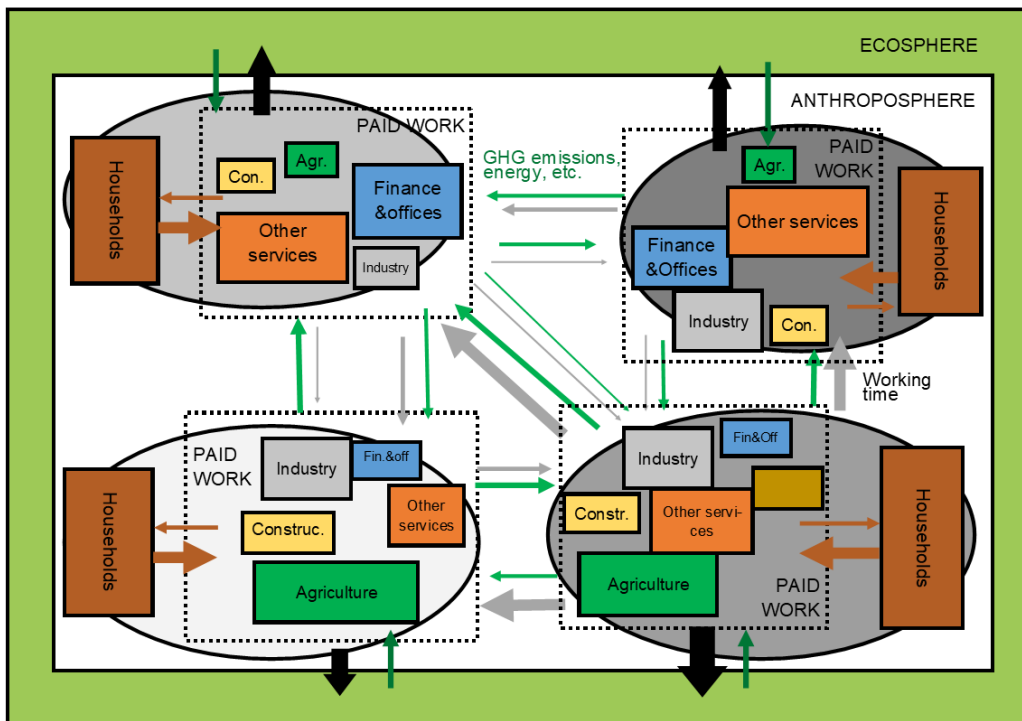 ECOSPHERE
ANTHROPOSPHERE
PAID WORK
Households
Con.
Agr.
Finance
&offices
Other
services
Industry
GHG emissions,
energy, etc.
PAID
WORK
Agr.
Other services
Finance
&Offices
Industry
Con.
Households
Working
time
PAID
WORK
Households
Industry
Fin.&off
Other
services
Construc.
Agriculture
Industry
Fin&Off
Constr.
Other servi-
ces
Agriculture
PAID
WORK
Households